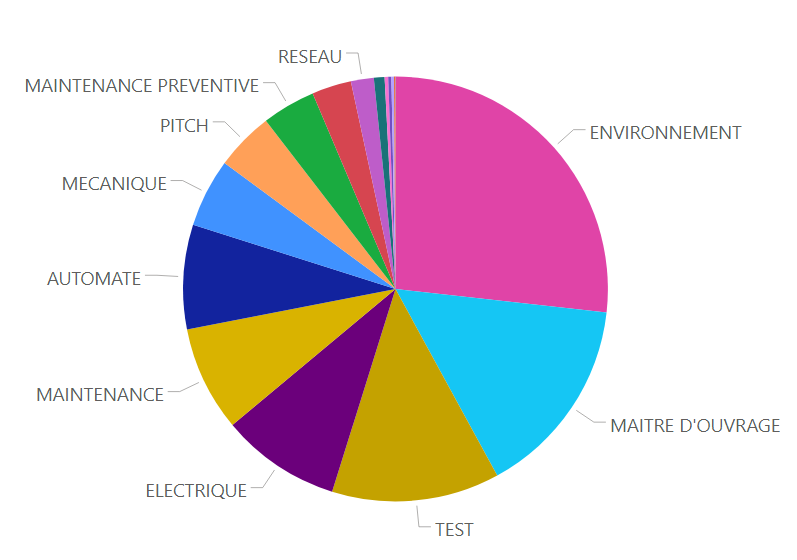 RESEAU
MAINTENANCE PREVENTIVE
PITCH
ENVIRONNEMENT
MECANIQUE
AUTOMATE
MAINTENANCE
MAITRE D'OUVRAGE
ELECTRIQUE
TEST